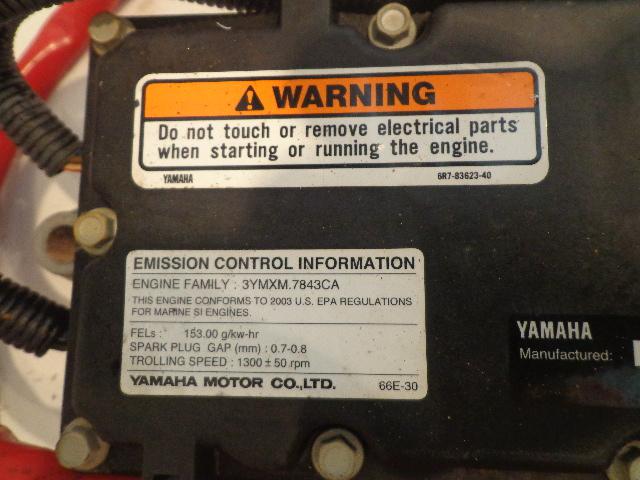 WARNING
Do not touch or remove electrical parts
when starting or running the engine.
YAMAHA 6R7-83623-40
EMISSION CONTROL INFORMATION
ENGINE FAMILY : 3YMXM.7843CA
THIS ENGINE CONFORMS TO 2003 U.S. EPA REGULATIONS
FOR MARINE SI ENGINES.
FELs : 153.00 g/kw-hr
SPARK PLUG GAP (mm) : 0.7-0.8
TROLLING SPEED : 1300 ± 50 rpm
YAMAHA MOTOR CO.,LTD. 66E-30
YAMAHA
Manufactured: